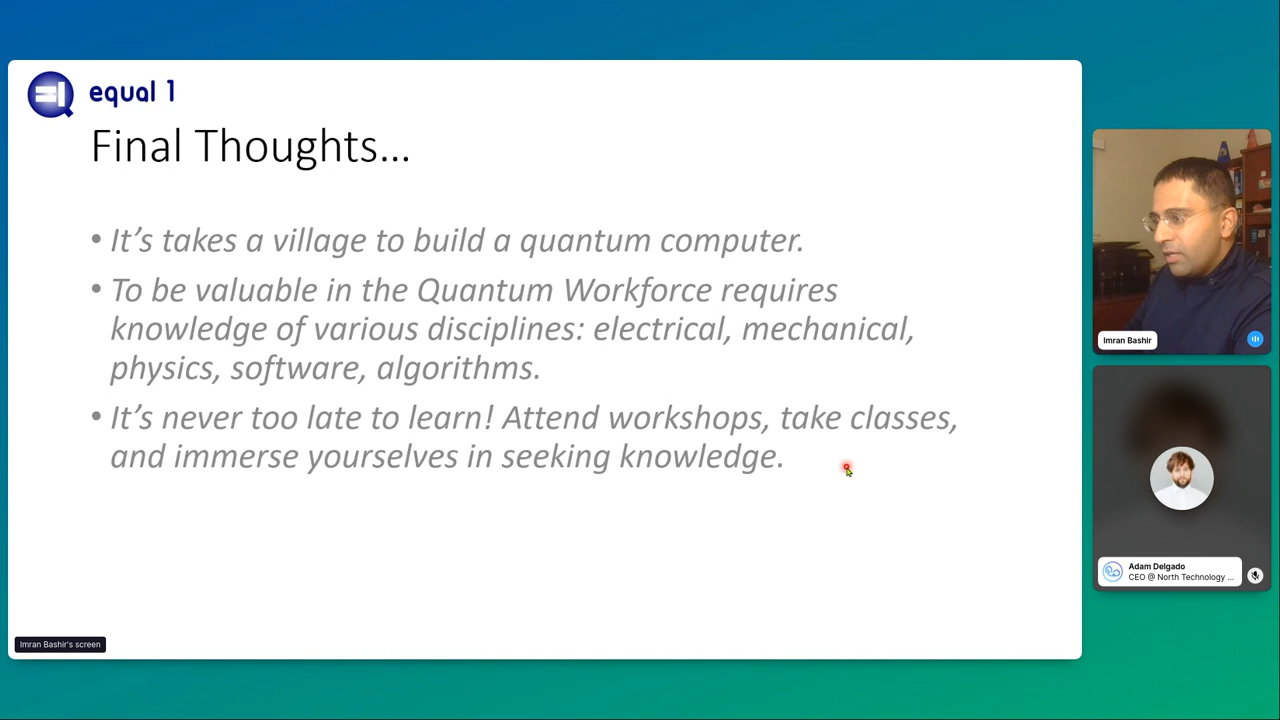 equal 1
Final Thoughts...
• It's takes a village to build a quantum computer.
• To be valuable in the Quantum Workforce requires
knowledge of various disciplines: electrical, mechanical,
physics, software, algorithms.
• It's never too late to learn! Attend workshops, take classes,
and immerse yourselves in seeking knowledge.
Imran Bashir's screen
Imran Bashir
Adam Delgado
CEO @ North Technology ...